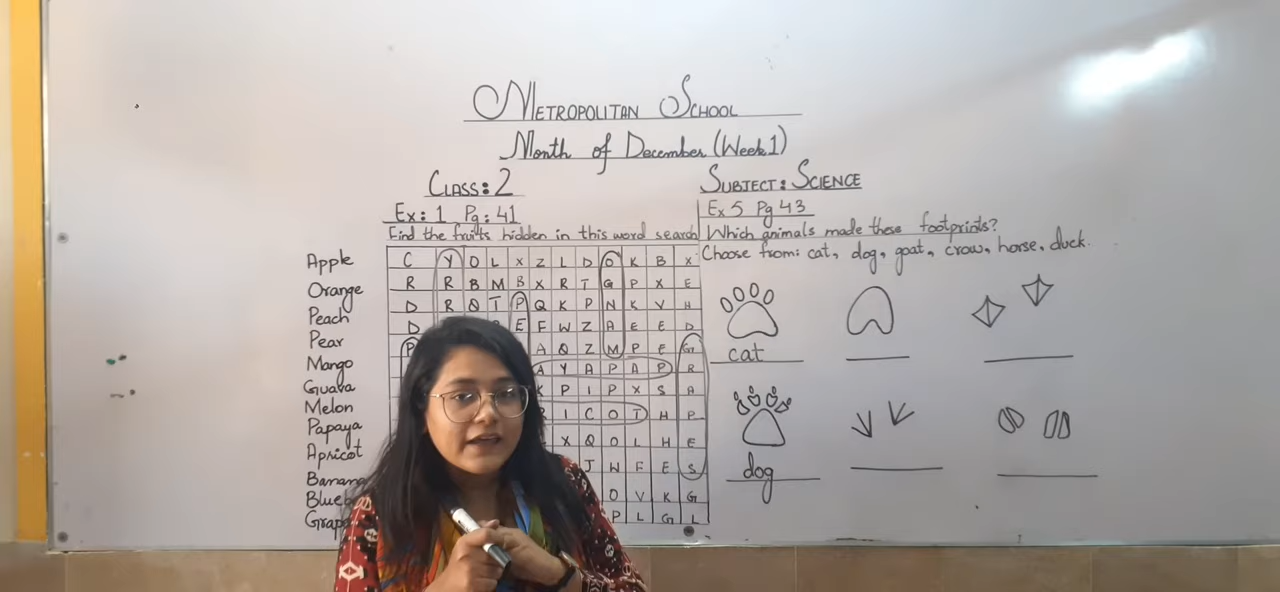 METROPOLITAN SCHOOL
Month of December (Week 1)
CLASS: 2
Ex: 1 Pg: 41
Find the fruits hidden in this word search
Apple
Orange
Peach
Pear
Mango
Guava
Melon
Papaya
Apricot
C Y O L X Z L D O K B X
R R B M B X R T G P X E
D R O T P Q K P N K V H
D E F W Z A E E D
P A Q Z M P E G
A Y A P A P R
K P I P X S A
R I C O T H P
X Q O L H E
J W F E S
O V K G
P L G L
SUBJECT: SCIENCE
Ex 5 Pg 43
Which animals made these footprints?
Choose from: cat, dog, goat, crow, horse, duck.
cat
dog